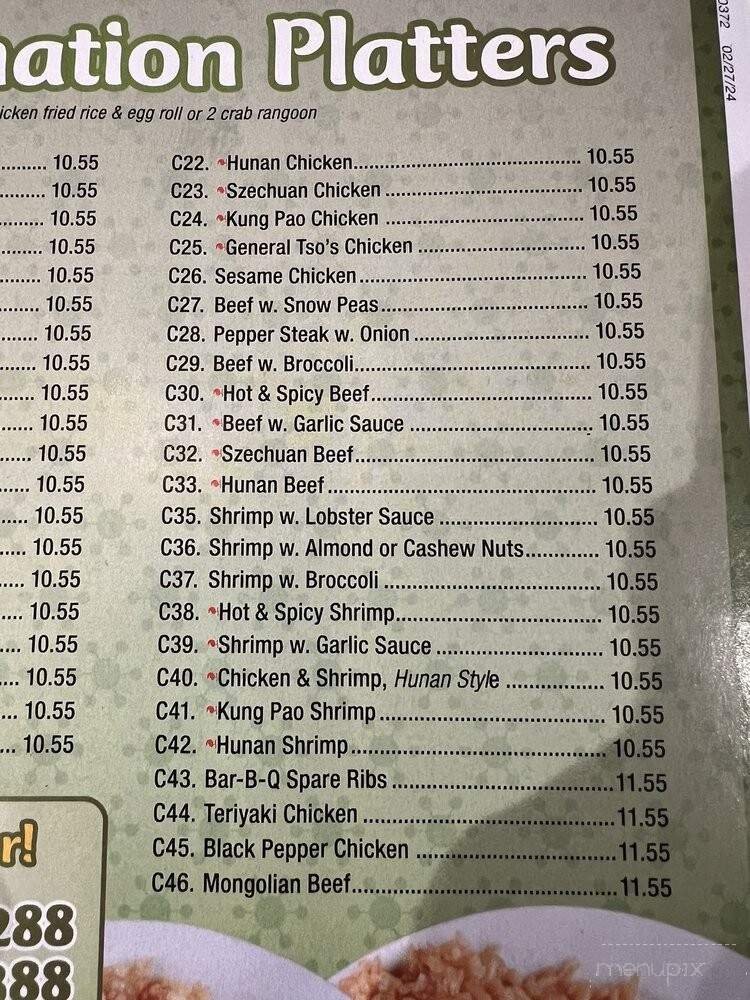 nation Platters
icken fried rice & egg roll or 2 crab rangoon
0372 02/27/24
......... 10.55
......... 10.55
......... 10.55
........ 10.55
........ 10.55
........ 10.55
........ 10.55
....... 10.55
....... 10.55
...... 10.55
...... 10.55
...... 10.55
...... 10.55
..... 10.55
..... 10.55
.... 10.55
.... 10.55
.... 10.55
... 10.55
... 10.55
C22. Hunan Chicken........................................ 10.55
C23. Szechuan Chicken ................................... 10.55
C24. Kung Pao Chicken ................................... 10.55
C25. General Tso's Chicken ............................. 10.55
C26. Sesame Chicken........................................ 10.55
C27. Beef w. Snow Peas.................................... 10.55
C28. Pepper Steak w. Onion .............................. 10.55
C29. Beef w. Broccoli......................................... 10.55
C30. Hot & Spicy Beef....................................... 10.55
C31. Beef w. Garlic Sauce ................................ 10.55
C32. Szechuan Beef.......................................... 10.55
C33. Hunan Beef ............................................... 10.55
C35. Shrimp w. Lobster Sauce ........................... 10.55
C36. Shrimp w. Almond or Cashew Nuts............ 10.55
C37. Shrimp w. Broccoli .................................... 10.55
C38. Hot & Spicy Shrimp................................... 10.55
C39. Shrimp w. Garlic Sauce ............................. 10.55
C40. Chicken & Shrimp, Hunan Style ................ 10.55
C41. Kung Pao Shrimp ...................................... 10.55
C42. Hunan Shrimp........................................... 10.55
C43. Bar-B-Q Spare Ribs ...................................11.55
C44. Teriyaki Chicken ........................................11.55
C45. Black Pepper Chicken ................................11.55
C46. Mongolian Beef..........................................11.55
r!
288
388
menupix